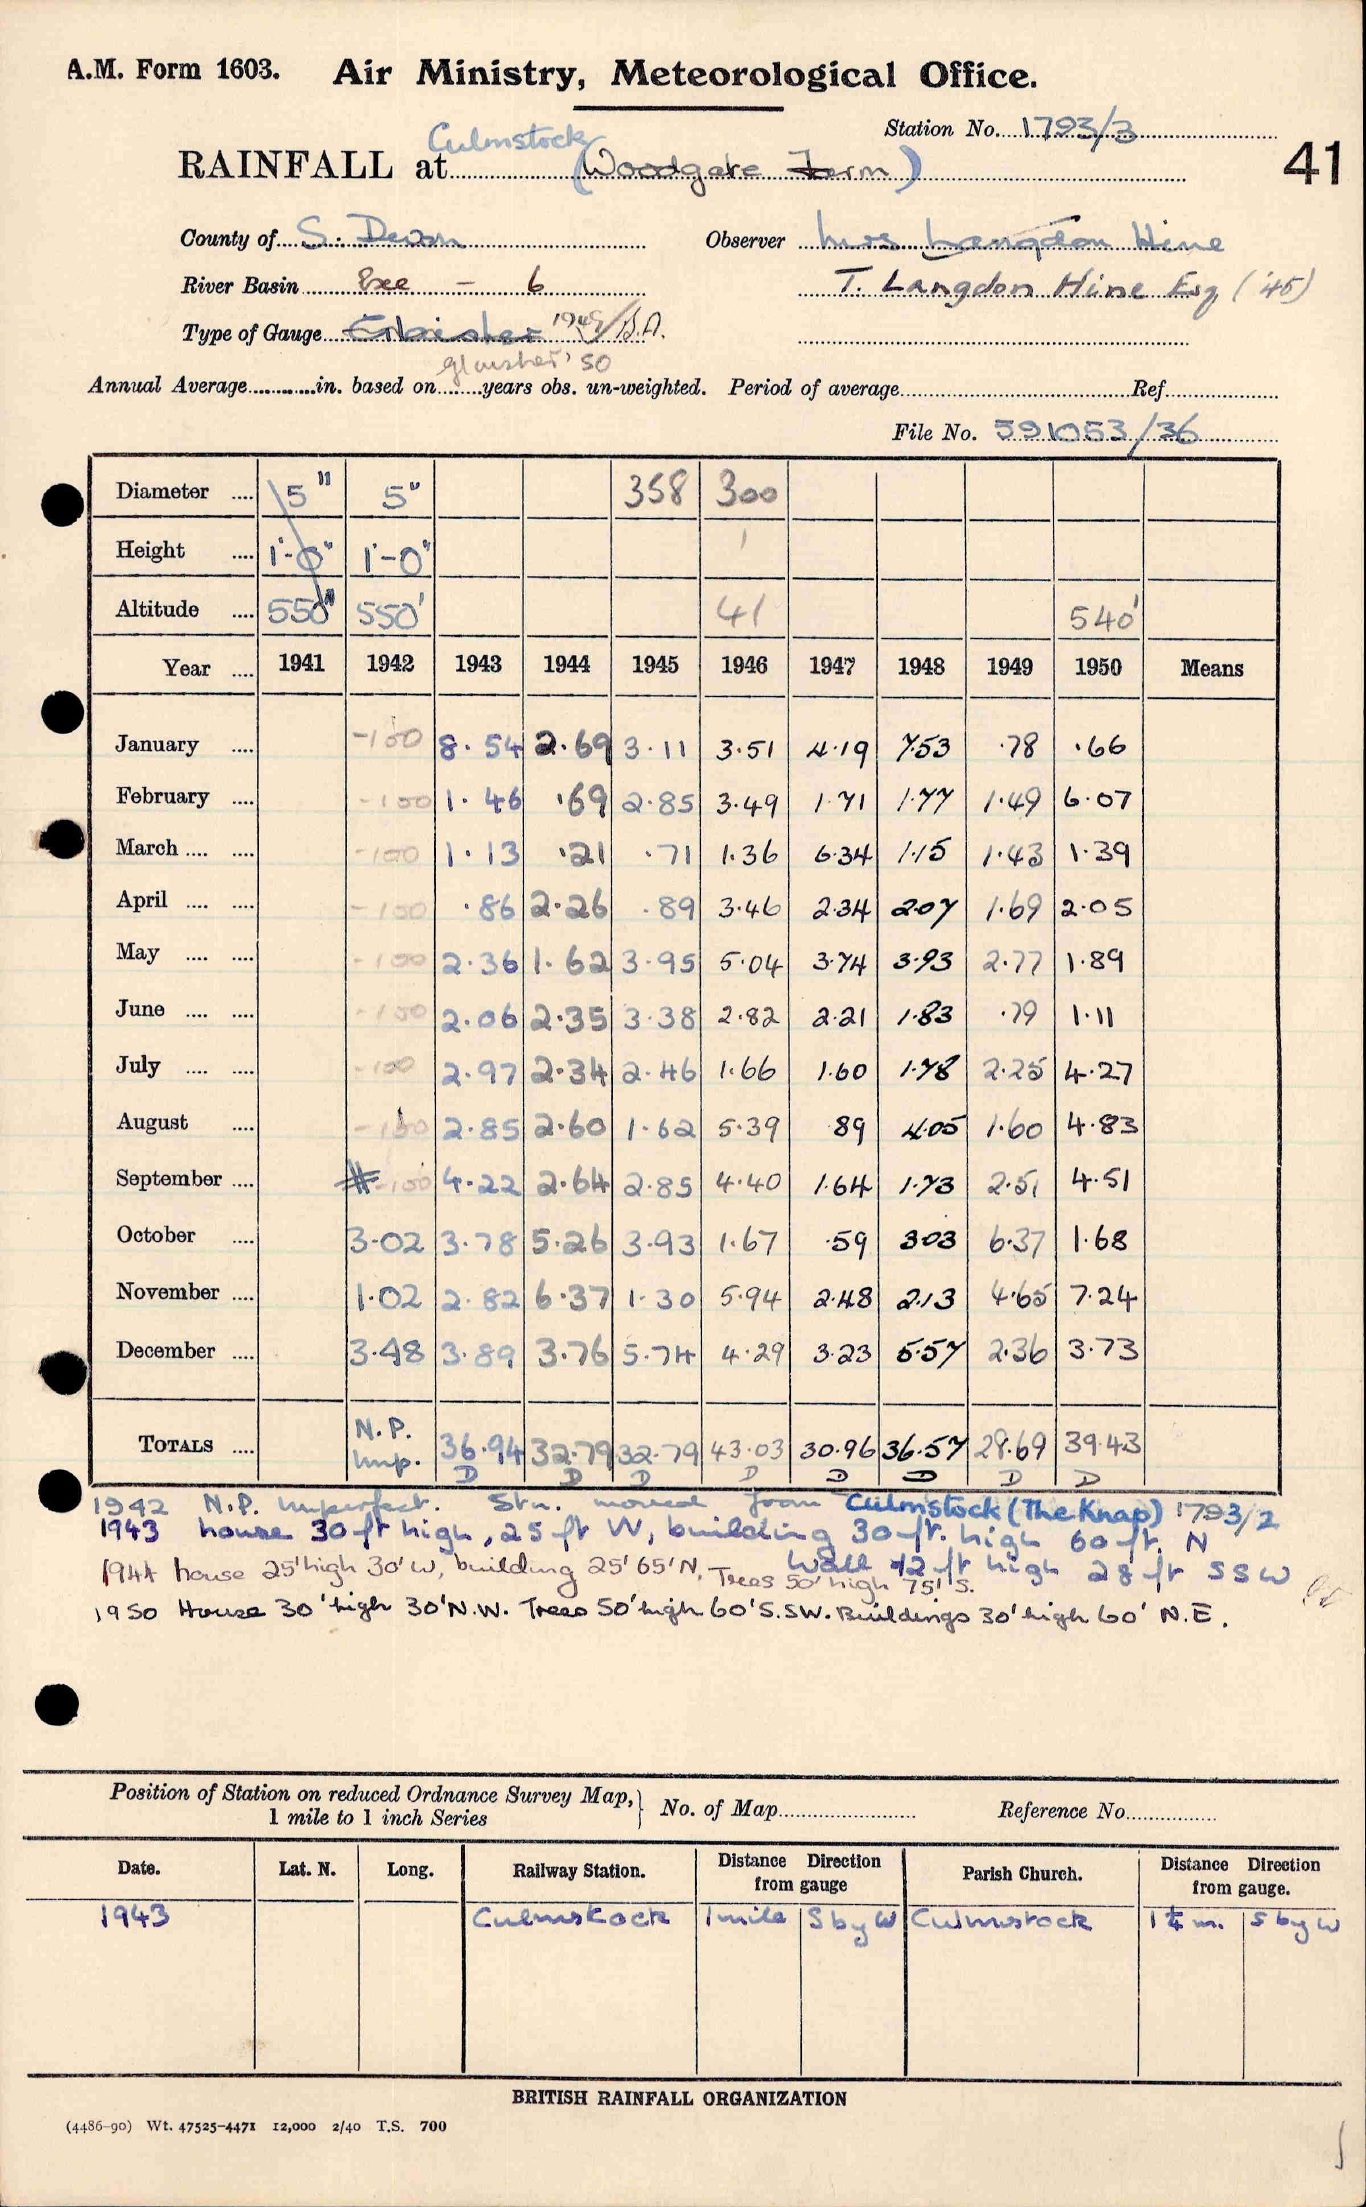 A.M. Form 1603. Air Ministry, Meteorological Office.
Station No. 1793/3
41
Culmstock
RAINFALL at (Woodgate Farm)
County of S. Devon Observer Mrs Langdon Hine
River Basin Exe - 6 T. Langdon Hine Esq ('45)
Type of Gauge 1949/B.A.
Glaisher '50
Annual Average in. based on years obs. un-weighted. Period of average Ref
File No. 591053/36
Diameter .... 5" 5" 358 300
Height .... 1'-0" 1'-0" 1
Altitude .... 550" 550' 41 540'
Year .... 1941 1942 1943 1944 1945 1946 1947 1948 1949 1950 Means
January .... -150 8.54 2.69 3.11 3.51 4.19 7.53 .78 .66
February .... -150 1.46 .69 2.85 3.49 1.71 1.77 1.49 6.07
March .... .... -150 1.13 .21 .71 1.36 6.34 1.15 1.43 1.39
April .... .... -150 .86 2.26 .89 3.46 2.34 2.07 1.69 2.05
May .... .... -150 2.36 1.62 3.95 5.04 3.74 3.93 2.77 1.89
June .... .... -150 2.06 2.35 3.38 2.82 2.21 1.83 .79 1.11
July .... .... -150 2.97 2.34 2.46 1.66 1.60 1.78 2.25 4.27
August .... -150 2.85 2.60 1.62 5.39 .89 4.05 1.60 4.83
September .... # -150 4.22 2.64 2.85 4.40 1.64 1.73 2.51 4.51
October .... 3.02 3.78 5.26 3.93 1.67 .59 3.03 6.37 1.68
November .... 1.02 2.82 6.37 1.30 5.94 2.48 2.13 4.65 7.24
December .... 3.48 3.89 3.76 5.74 4.29 3.23 5.57 2.36 3.73
TOTALS .... N.P. Imp. 36.94 32.79 32.79 43.03 30.96 36.57 28.69 39.43
D D D D D D D D
1942 N.P. Imperfect. Stn. moved from Culmstock (The Knap) 1793/2
1943 house 30 ft high, 25 ft W, building 30 ft. high 60 ft. N
Wall 12 ft high 28 ft SSW
1944 house 25' high 30' W, building 25' 65' N, Trees 50' high 75' S.
1950 House 30' high 30' N.W. Trees 50' high 60' S.SW. Buildings 30' high 60' N.E.
Position of Station on reduced Ordnance Survey Map, 1 mile to 1 inch Series } No. of Map Reference No.
Date. Lat. N. Long. Railway Station. Distance Direction from gauge Parish Church. Distance Direction from gauge.
1943 Culmstock 1 mile S by W Culmstock 1¼ m. S by W
BRITISH RAINFALL ORGANIZATION
(4486-90) Wt. 47525-4471 12,000 2/40 T.S. 700